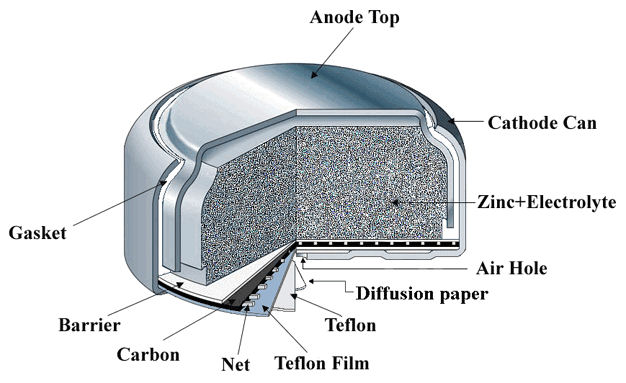 Anode Top
Cathode Can
Zinc+Electrolyte
Gasket
Air Hole
Diffusion paper
Barrier
Teflon
Carbon
Net
Teflon Film